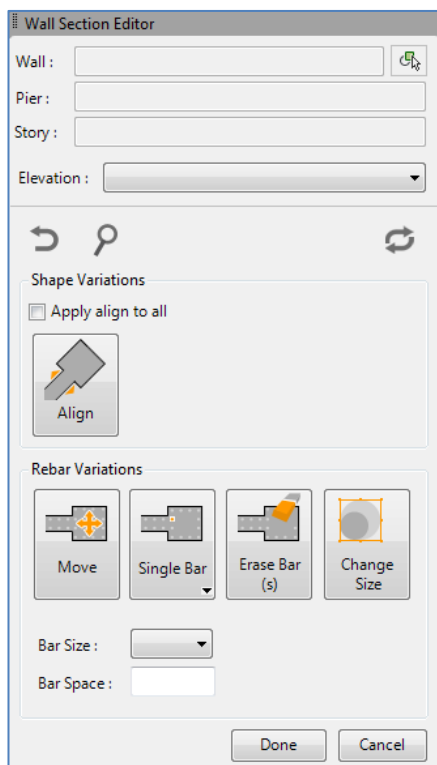 Wall Section Editor
Wall :
Pier :
Story :
Elevation :
Shape Variations
Apply align to all
Align
Rebar Variations
Move Single Bar Erase Bar (s) Change Size
Bar Size :
Bar Space :
Done Cancel